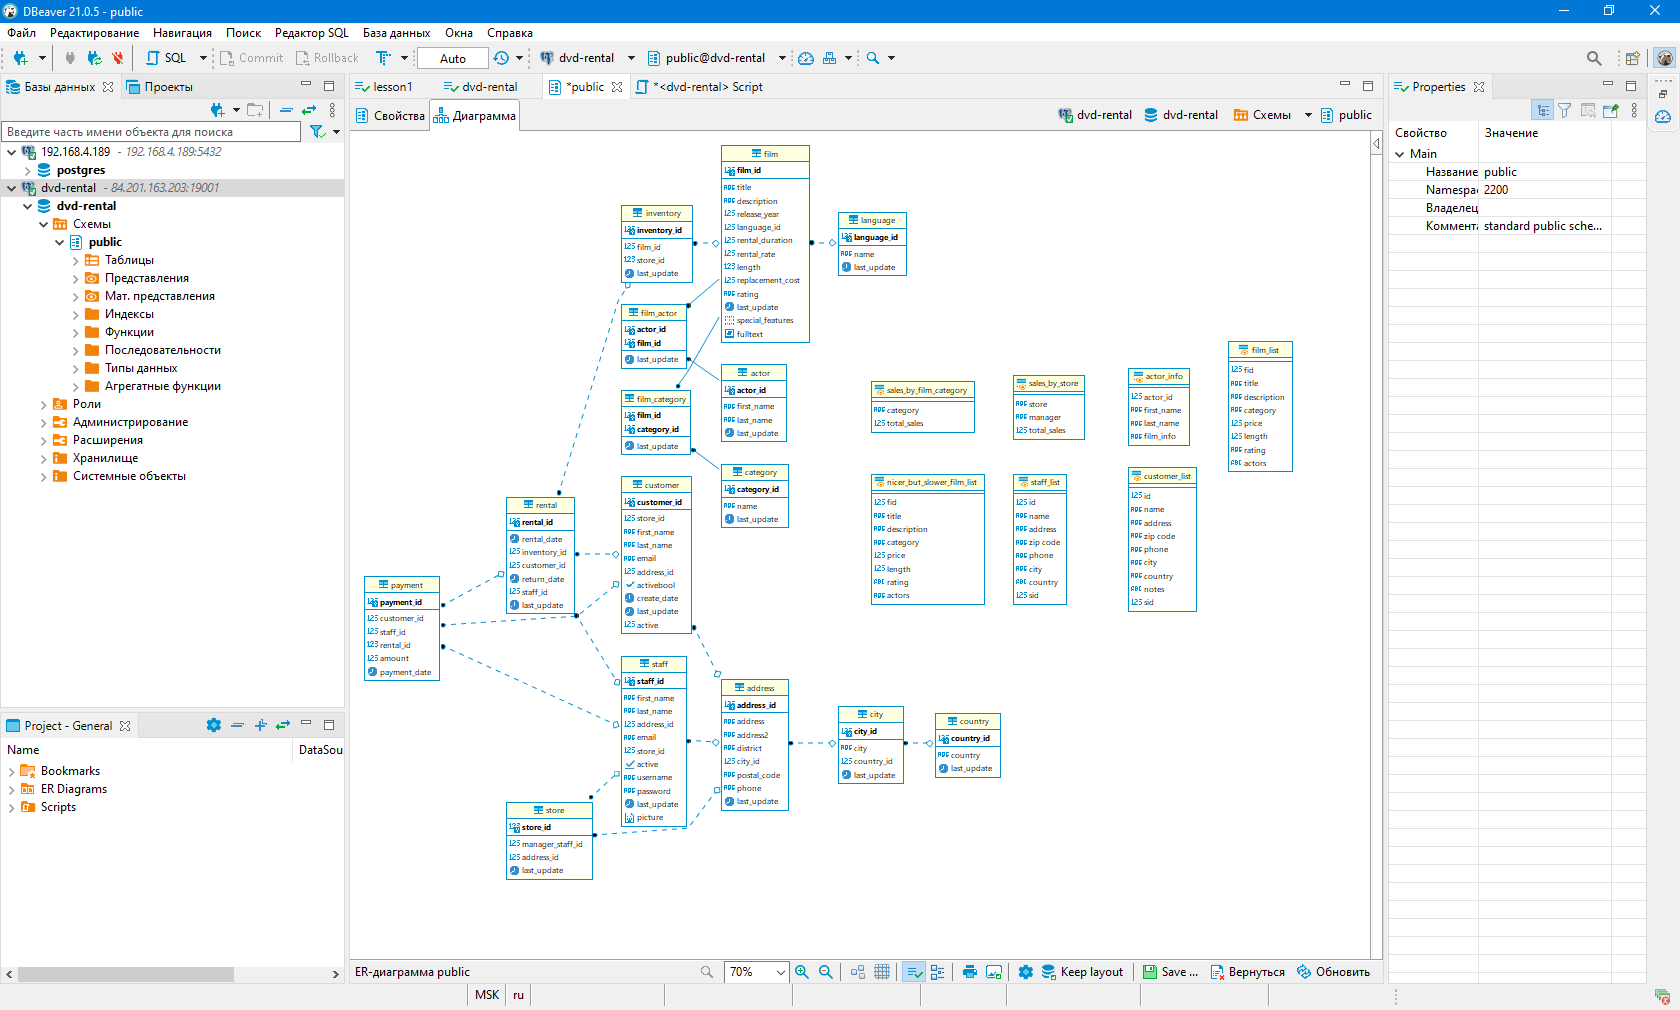 DBeaver 21.0.5 - public
Файл Редактирование Навигация Поиск Редактор SQL База данных Окна Справка
SQL Commit Rollback Auto dvd-rental public@dvd-rental
Базы данных Проекты
Введите часть имени объекта для поиска
192.168.4.189 - 192.168.4.189:5432
postgres
dvd-rental - 84.201.163.203:19001
dvd-rental
Схемы
public
Таблицы
Представления
Мат. представления
Индексы
Функции
Последовательности
Типы данных
Агрегатные функции
Роли
Администрирование
Расширения
Хранилище
Системные объекты
Project - General
Name DataSou
Bookmarks
ER Diagrams
Scripts
lesson1 dvd-rental *public *<dvd-rental> Script
Свойства Диаграмма dvd-rental dvd-rental Схемы public
film
film_id
title
description
release_year
language_id
rental_duration
rental_rate
length
replacement_cost
rating
last_update
special_features
fulltext
inventory
inventory_id
film_id
store_id
last_update
language
language_id
name
last_update
film_actor
actor_id
film_id
last_update
actor
actor_id
first_name
last_name
last_update
film_category
film_id
category_id
last_update
category
category_id
name
last_update
customer
customer_id
store_id
first_name
last_name
email
address_id
activebool
create_date
last_update
active
rental
rental_id
rental_date
inventory_id
customer_id
return_date
staff_id
last_update
payment
payment_id
customer_id
staff_id
rental_id
amount
payment_date
staff
staff_id
first_name
last_name
address_id
email
store_id
active
username
password
last_update
picture
address
address_id
address
address2
district
city_id
postal_code
phone
last_update
city
city_id
city
country_id
last_update
country
country_id
country
last_update
store
store_id
manager_staff_id
address_id
last_update
sales_by_film_category
category
total_sales
sales_by_store
store
manager
total_sales
actor_info
actor_id
first_name
last_name
film_info
film_list
fid
title
description
category
price
length
rating
actors
nicer_but_slower_film_list
fid
title
description
category
price
length
rating
actors
staff_list
id
name
address
zip code
phone
city
country
sid
customer_list
id
name
address
zip code
phone
city
country
notes
sid
ER-диаграмма public 70% Keep layout Save ... Вернуться Обновить
MSK ru
Properties
Свойство Значение
Main
Название public
Namespa 2200
Владелец
Коммента standard public sche...